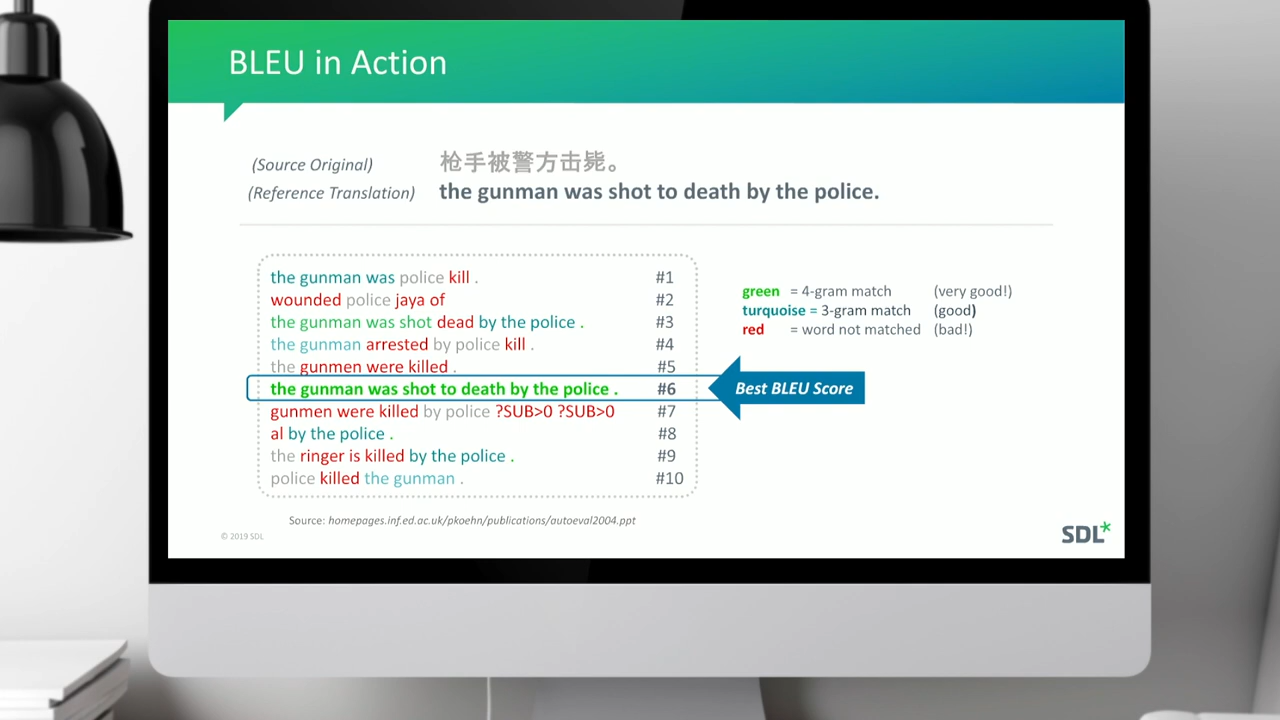 BLEU in Action
(Source Original) 枪手被警方击毙。
(Reference Translation) the gunman was shot to death by the police.
the gunman was police kill . #1
wounded police jaya of #2
the gunman was shot dead by the police . #3
the gunman arrested by police kill . #4
the gunmen were killed . #5
the gunman was shot to death by the police . #6
gunmen were killed by police ?SUB>0 ?SUB>0 #7
al by the police . #8
the ringer is killed by the police . #9
police killed the gunman . #10
green = 4-gram match (very good!)
turquoise = 3-gram match (good)
red = word not matched (bad!)
Best BLEU Score
Source: homepages.inf.ed.ac.uk/pkoehn/publications/autoeval2004.ppt
© 2019 SDL
SDL*